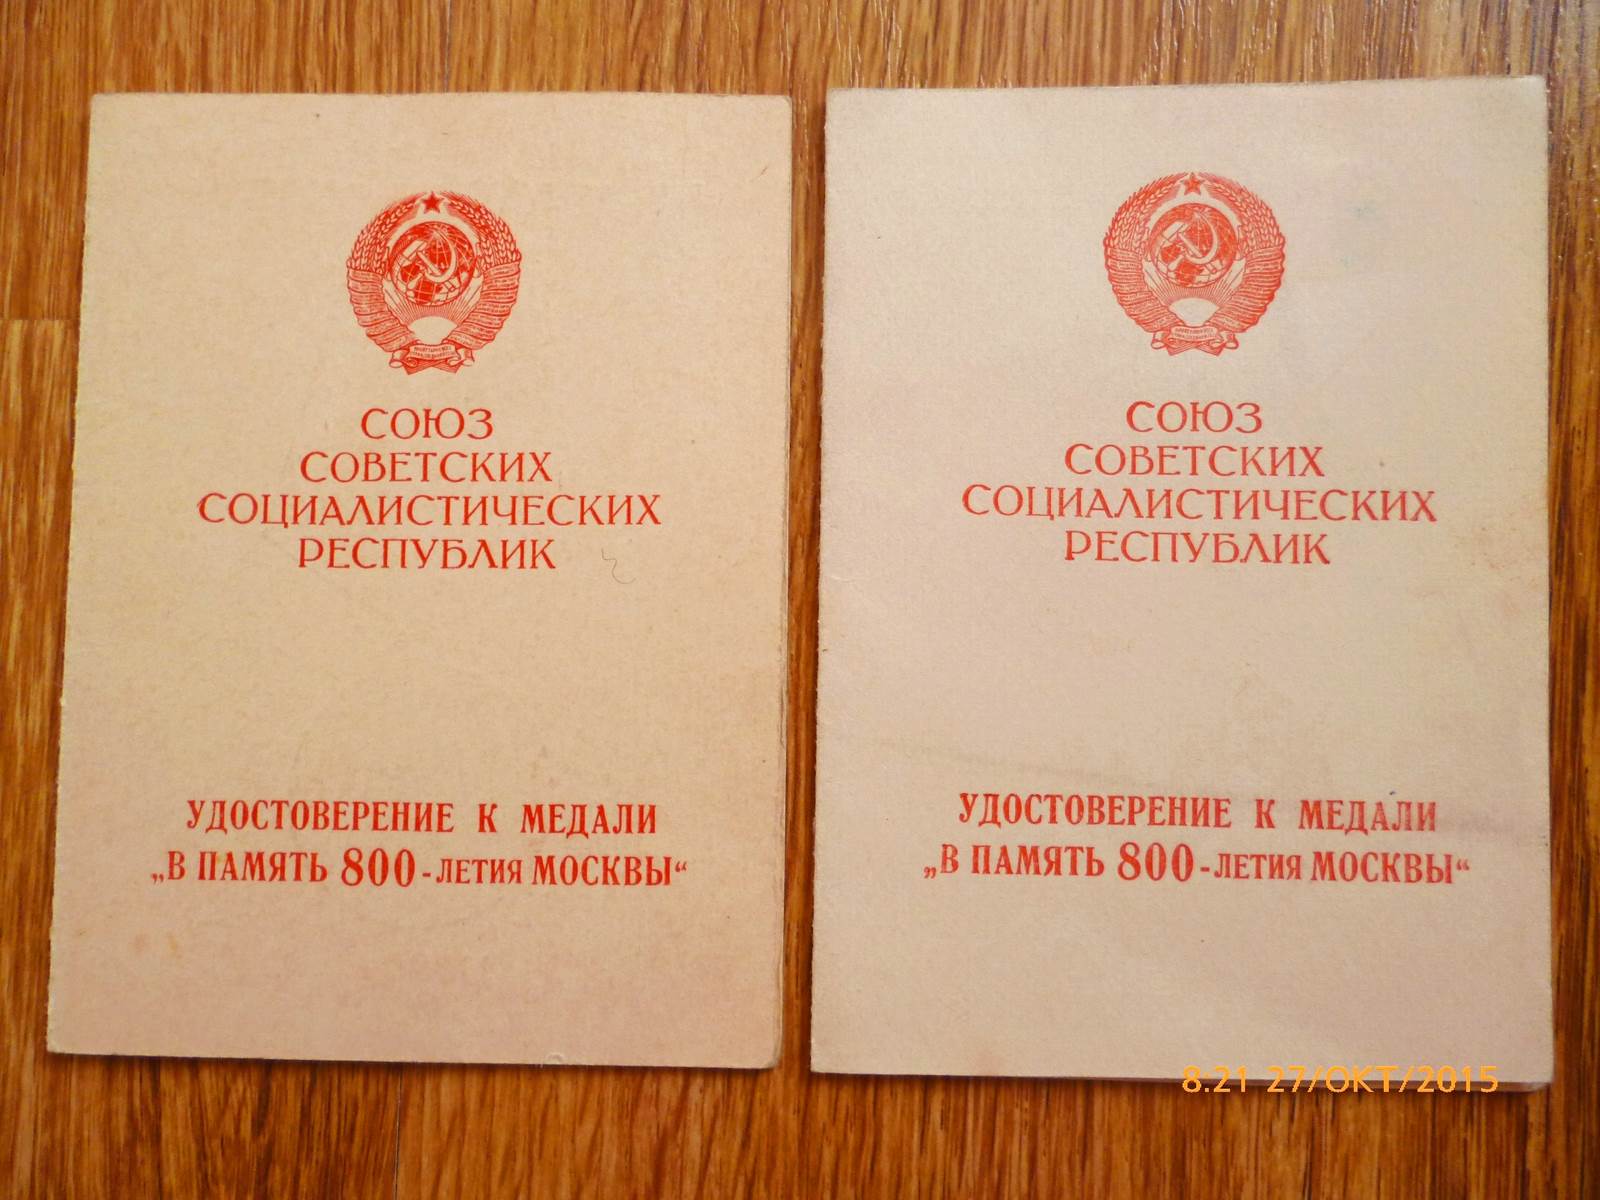 СОЮЗ
СОВЕТСКИХ
СОЦИАЛИСТИЧЕСКИХ
РЕСПУБЛИК
УДОСТОВЕРЕНИЕ К МЕДАЛИ
„В ПАМЯТЬ 800-ЛЕТИЯ МОСКВЫ“
СОЮЗ
СОВЕТСКИХ
СОЦИАЛИСТИЧЕСКИХ
РЕСПУБЛИК
УДОСТОВЕРЕНИЕ К МЕДАЛИ
„В ПАМЯТЬ 800-ЛЕТИЯ МОСКВЫ“
8:21 27/ОКТ/2015